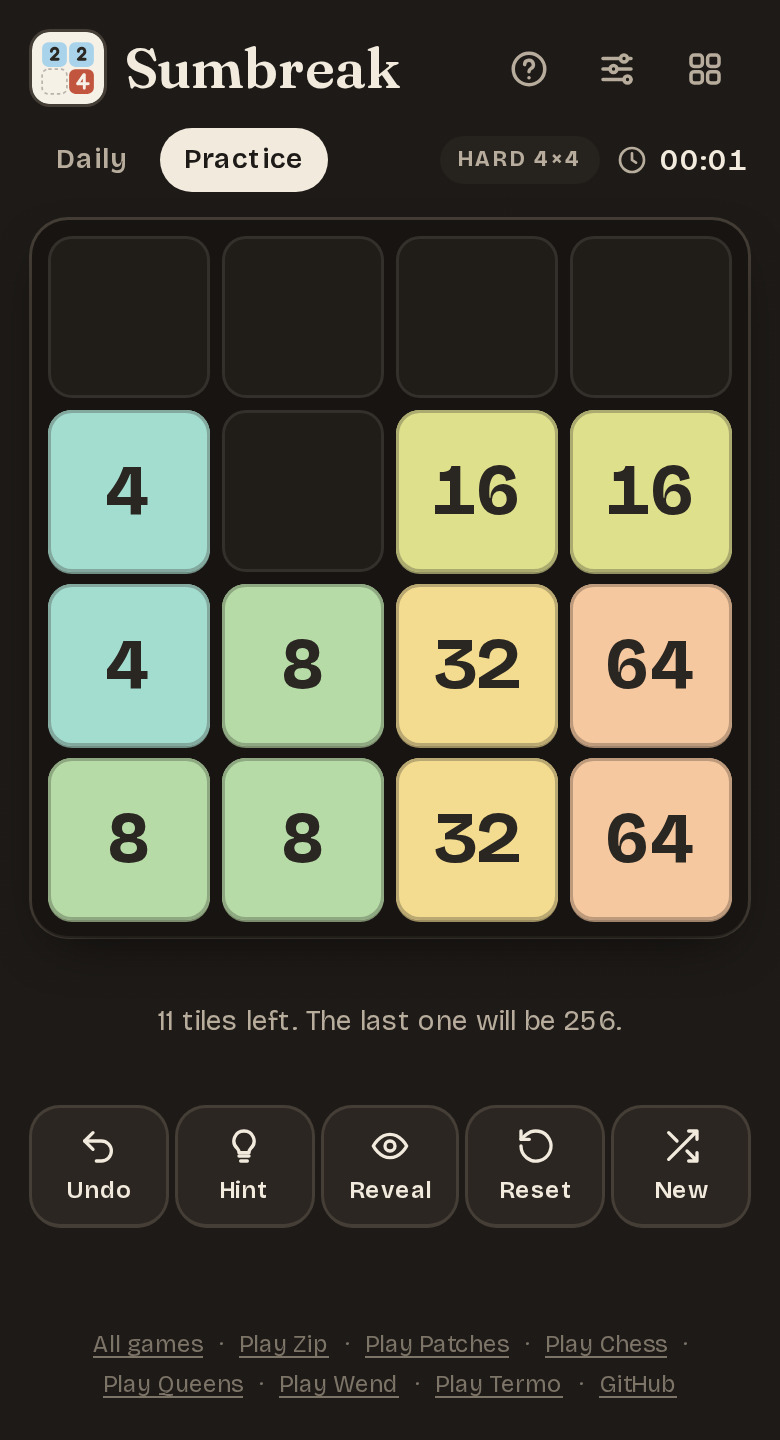 2 2
4
Sumbreak
Daily Practice HARD 4×4 00:01
4 16 16
4 8 32 64
8 8 32 64
11 tiles left. The last one will be 256.
Undo Hint Reveal Reset New
All games · Play Zip · Play Patches · Play Chess ·
Play Queens · Play Wend · Play Termo · GitHub